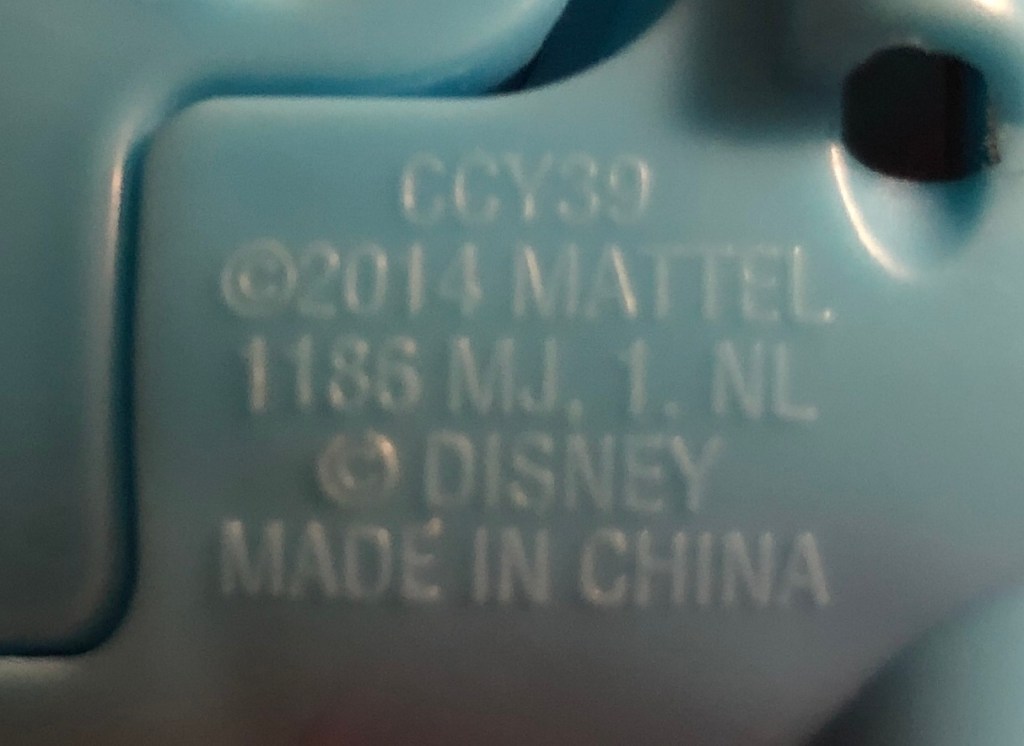 CCY39
©2014 MATTEL
1186 MJ, 1. NL
© DISNEY
MADE IN CHINA